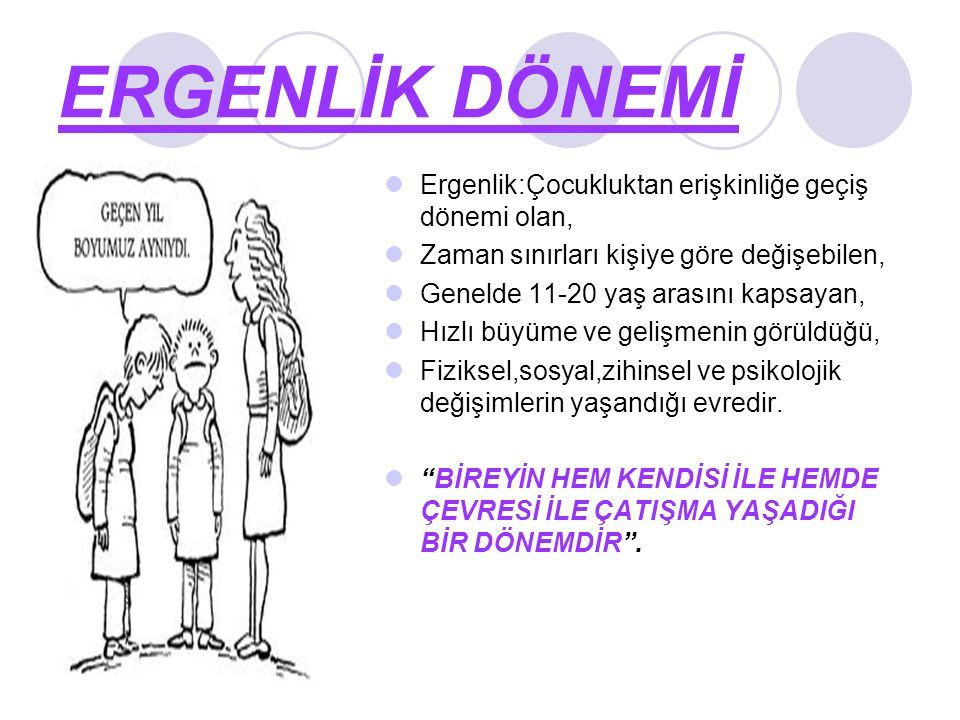 ERGENLİK DÖNEMİ
GEÇEN YIL
BOYUMUZ AYNIYDI.
Ergenlik:Çocukluktan erişkinliğe geçiş
dönemi olan,
Zaman sınırları kişiye göre değişebilen,
Genelde 11-20 yaş arasını kapsayan,
Hızlı büyüme ve gelişmenin görüldüğü,
Fiziksel,sosyal,zihinsel ve psikolojik
değişimlerin yaşandığı evredir.
“BİREYİN HEM KENDİSİ İLE HEMDE
ÇEVRESİ İLE ÇATIŞMA YAŞADIĞI
BİR DÖNEMDİR”.